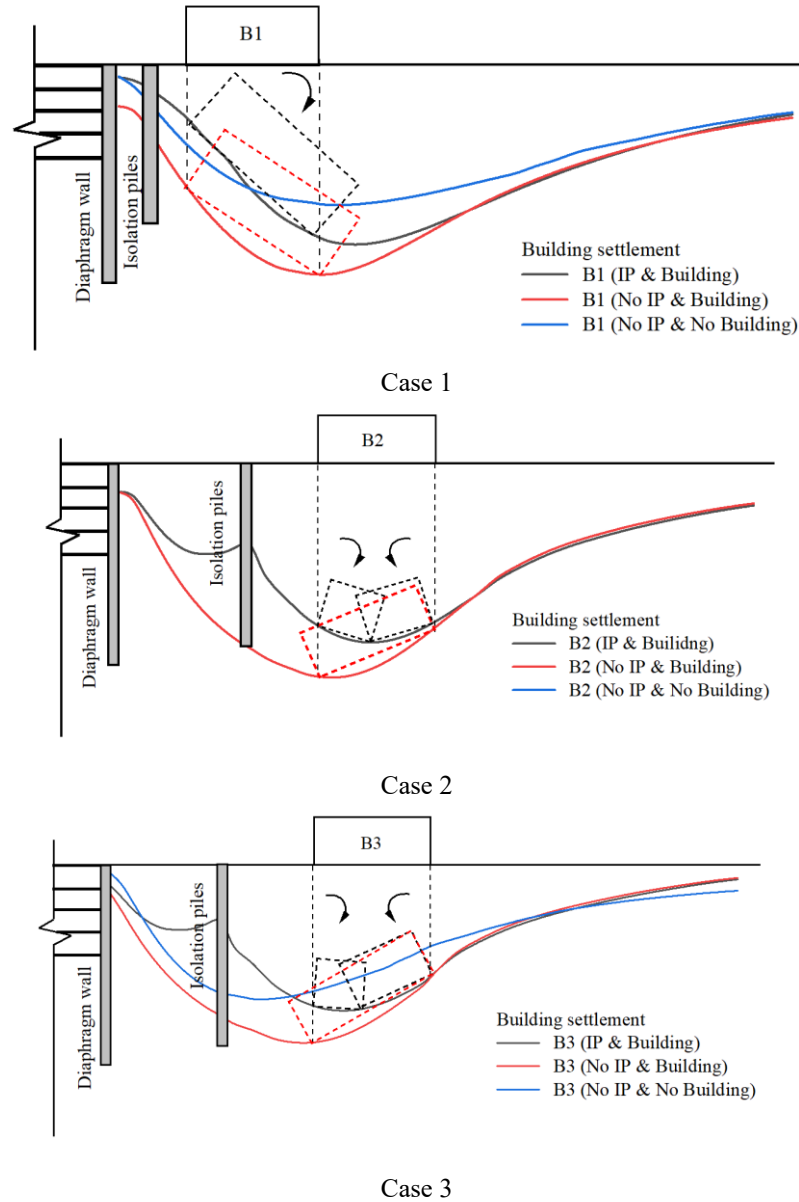 B1
Diaphragm wall
Isolation piles
Building settlement
B1 (IP & Building)
B1 (No IP & Building)
B1 (No IP & No Building)
Case 1
B2
Diaphragm wall
Isolation piles
Building settlement
B2 (IP & Builidng)
B2 (No IP & Building)
B2 (No IP & No Building)
Case 2
B3
Diaphragm wall
Isolation piles
Building settlement
B3 (IP & Building)
B3 (No IP & Building)
B3 (No IP & No Building)
Case 3